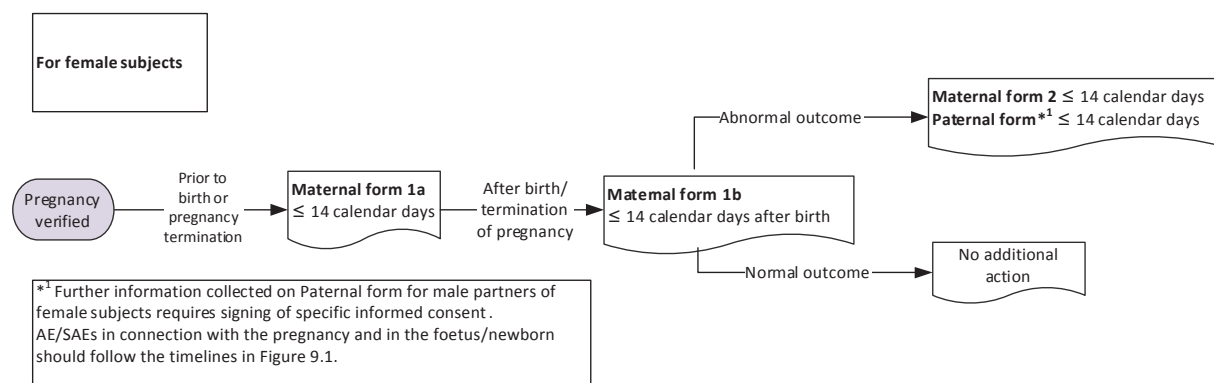 For female subjects
Maternal form 2 ≤ 14 calendar days
Paternal form*1 ≤ 14 calendar days
Abnormal outcome
Pregnancy
verified
Prior to
birth or
pregnancy
termination
Maternal form 1a
≤ 14 calendar days
After birth/
termination
of pregnancy
Maternal form 1b
≤ 14 calendar days after birth
Normal outcome
No additional
action
*1 Further information collected on Paternal form for male partners of
female subjects requires signing of specific informed consent .
AE/SAEs in connection with the pregnancy and in the foetus/newborn
should follow the timelines in Figure 9.1.